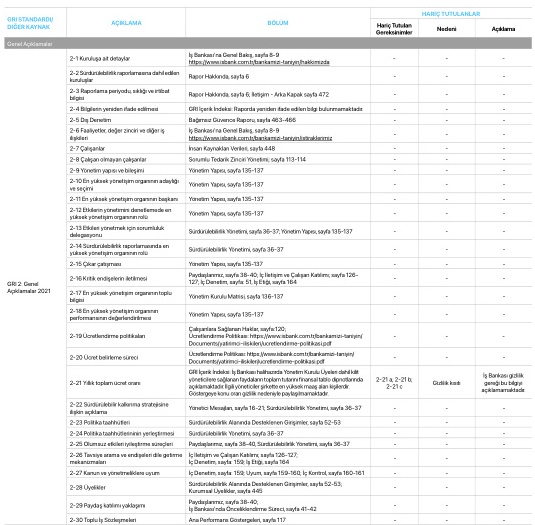 GRI STANDARDI/ DİĞER KAYNAK AÇIKLAMA BÖLÜM HARİÇ TUTULANLAR
Hariç Tutulan Gereksinimler Nedeni Açıklama
Genel Açıklamalar
GRI 2: Genel Açıklamalar 2021
2-1 Kuruluşa ait detaylar
İş Bankası'na Genel Bakış, sayfa 8-9
https://www.isbank.com.tr/bankamizi-taniyin/hakkimizda
- - -
2-2 Sürdürülebilirlik raporlamasına dahil edilen
kuruluşlar
Rapor Hakkında, sayfa 6
- - -
2-3 Raporlama periyodu, sıklığı ve irtibat
bilgisi
Rapor Hakkında, sayfa 6; İletişim – Arka Kapak sayfa 472
- - -
2-4 Bilgilerin yeniden ifade edilmesi
GRI İçerik İndeksi: Raporda yeniden ifade edilen bilgi bulunmamaktadır.
- - -
2-5 Dış Denetim
Bağımsız Güvence Raporu, sayfa 463-466
- - -
2-6 Faaliyetler, değer zinciri ve diğer iş
ilişkileri
İş Bankası'na Genel Bakış, sayfa 8-9
https://www.isbank.com.tr/bankamizi-taniyin/istiraklerimiz
- - -
2-7 Çalışanlar
İnsan Kaynakları Verileri, sayfa 448
- - -
2-8 Çalışan olmayan çalışanlar
Sorumlu Tedarik Zinciri Yönetimi, sayfa 113-114
- - -
2-9 Yönetim yapısı ve bileşimi
Yönetim Yapısı, sayfa 135-137
- - -
2-10 En yüksek yönetişim organının adaylığı
ve seçimi
Yönetim Yapısı, sayfa 135-137
- - -
2-11 En yüksek yönetişim organının başkanı
Yönetim Yapısı, sayfa 135-137
- - -
2-12 Etkilerin yönetimini denetlemede en
yüksek yönetişim organının rolü
Yönetim Yapısı, sayfa 135-137
- - -
2-13 Etkileri yönetmek için sorumluluk
delegasyonu
Sürdürülebilirlik Yönetimi, sayfa 36-37; Yönetim Yapısı, sayfa 135-137
- - -
2-14 Sürdürülebilirlik raporlamasında en
yüksek yönetişim organının rolü
Sürdürülebilirlik Yönetimi, sayfa 36-37
- - -
2-15 Çıkar çatışması
Yönetim Yapısı, sayfa 135-137
- - -
2-16 Kritik endişelerin iletilmesi
Paydaşlarınız, sayfa 38-40; İç İletişim ve Çalışan Katılımı; sayfa 126-
127; İç Denetim, sayfa: 51, İş Etiği, sayfa 164
- - -
2-17 En yüksek yönetişim organının toplu
bilgisi
Yönetim Kurulu Matrisi, sayfa 136-137
- - -
2-18 En yüksek yönetişim organının
performansının değerlendirilmesi
Yönetim Yapısı, sayfa 135-137
- - -
2-19 Ücretlendirme politikaları
Çalışanlara Sağlanan Haklar, sayfa:120;
Ücretlendirme Politikası: https://www.isbank.com.tr/bankamizi-taniyin/
Documents/yatirimci-iliskileri/ucretlendirme-politikasi.pdf
- - -
2-20 Ücret belirleme süreci
Ücretlendirme Politikası: https://www.isbank.com.tr/bankamizi-taniyin/
Documents/yatirimci-iliskileri/ucretlendirme-politikasi.pdf
- - -
2-21 Yıllık toplam ücret oranı
GRI İçerik İndeksi: İş Bankası halihazırda Yönetim Kurulu Üyeleri dahil kilit
yöneticilere sağlanan faydaların toplam tutarını finansal tablo dipnotlarında
açıklamaktadır. İlgili yöneticiler şirkette en yüksek maaş alan kişilerdir.
Göstergeye konu oran gizlilik nedeniyle paylaşılmamaktadır.
2-21 a; 2-21 b;
2-21 c
Gizlilik kısıtı
İş Bankası gizlilik
gereği bu bilgiyi
açıklamamaktadır.
2-22 Sürdürülebilir kalkınma stratejisine
ilişkin açıklama
Yönetici Mesajları, sayfa 16-21; Sürdürülebilirlik Yönetimi, sayfa 36-37
- - -
2-23 Politika taahhütleri
Sürdürülebilirlik Alanında Desteklenen Girişimler, sayfa 52-53
- - -
2-24 Politika taahhütlerininin yerleştirmesi
Sürdürülebilirlik Yönetimi, sayfa 36-37
- - -
2-25 Olumsuz etkileri iyileştirme süreçleri
Paydaşlarımız, sayfa 38-40, Sürdürülebilirlik Yönetimi, sayfa 36-37
- - -
2-26 Tavsiye arama ve endişeleri dile getirme
mekanizmaları
İç İletişim ve Çalışan Katılımı, sayfa 126-127;
İç Denetim, sayfa: 159; İş Etiği, sayfa 164
- - -
2-27 Kanun ve yönetmeliklere uyum
İç Denetim, sayfa: 159; Uyum, sayfa 159-160, İç Kontrol, sayfa 160-161
- - -
2-28 Üyelikler
Sürdürülebilirlik Alanında Desteklenen Girişimler, sayfa 52-53;
Kurumsal Üyelikler, sayfa 445
- - -
2-29 Paydaş katılımı yaklaşımı
Paydaşlarımız, sayfa 38-40;
İş Bankası'nda Önceliklendirme Süreci, sayfa 41-42
- - -
2-30 Toplu İş Sözleşmeleri
Ana Performans Göstergeleri, sayfa 117
- - -